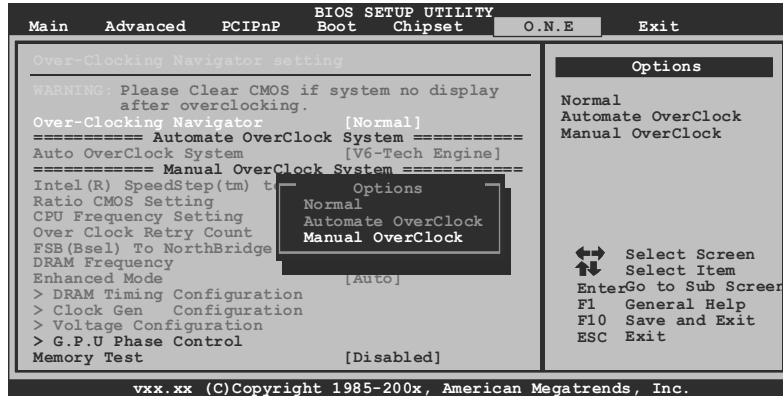 BIOS SETUP UTILITY
Main Advanced PCIPnP Boot Chipset O.N.E Exit
Over-Clocking Navigator setting
WARNING: Please Clear CMOS if system no display
after overclocking.
Over-Clocking Navigator [Normal]
=========== Automate OverClock System ===========
Auto OverClock System [V6-Tech Engine]
============ Manual OverClock System ============
Intel(R) SpeedStep(tm) t
Ratio CMOS Setting
CPU Frequency Setting
Over Clock Retry Count
FSB(Bsel) To NorthBridge
DRAM Frequency
Enhanced Mode [Auto]
> DRAM Timing Configuration
> Clock Gen Configuration
> Voltage Configuration
> G.P.U Phase Control
Memory Test [Disabled]
Options
Normal
Automate OverClock
Manual OverClock
Options
Normal
Automate OverClock
Manual OverClock
Select Screen
Select Item
Enter Go to Sub Screen
F1 General Help
F10 Save and Exit
ESC Exit
vxx.xx (C)Copyright 1985-200x, American Megatrends, Inc.